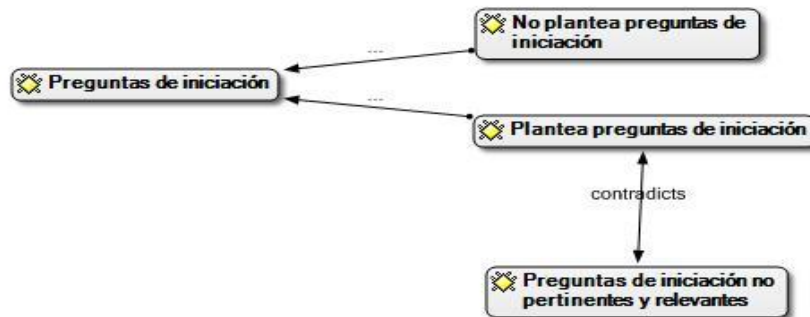 No plantea preguntas de
iniciación
---
Preguntas de iniciación
---
Plantea preguntas de iniciación
contradicts
Preguntas de iniciación no
pertinentes y relevantes